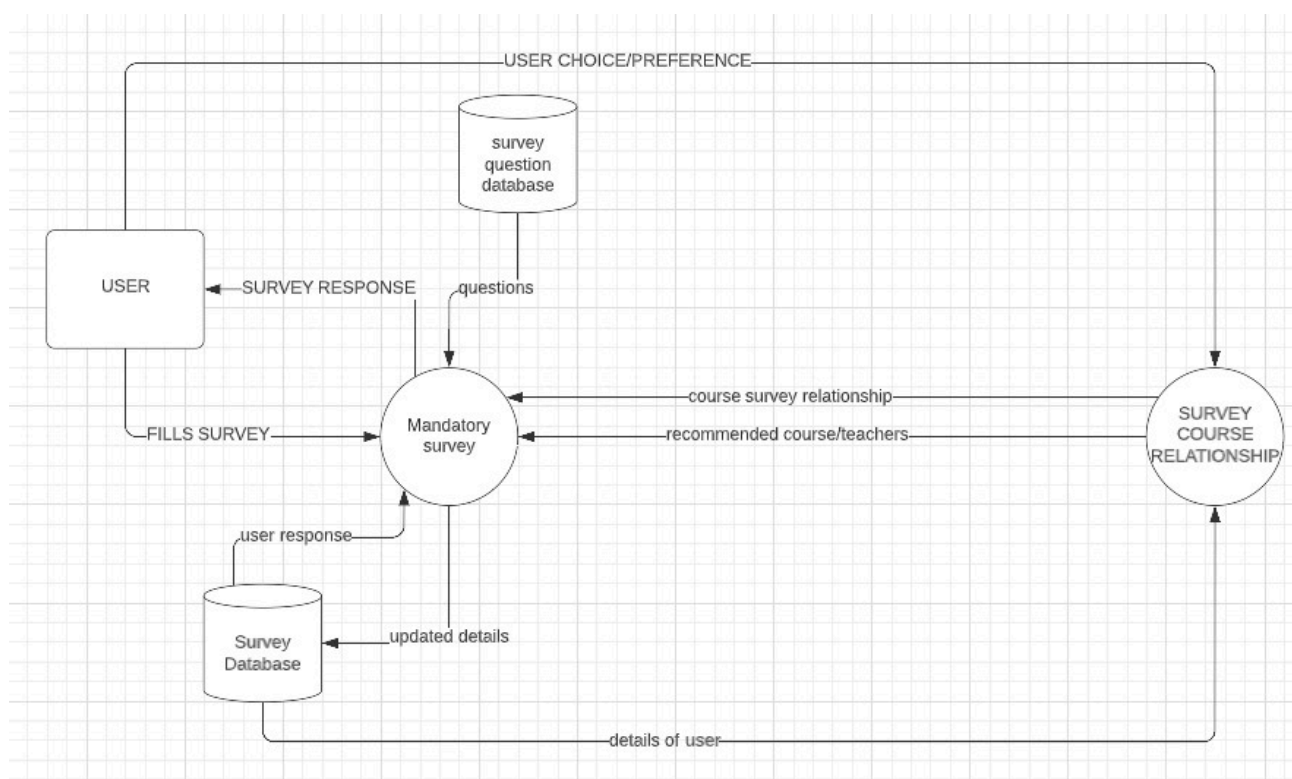 USER CHOICE/PREFERENCE
survey
question
database
USER
SURVEY RESPONSE
questions
course survey relationship
Mandatory
survey
FILLS SURVEY
recommended course/teachers
SURVEY
COURSE
RELATIONSHIP
user response
updated details
Survey
Database
details of user